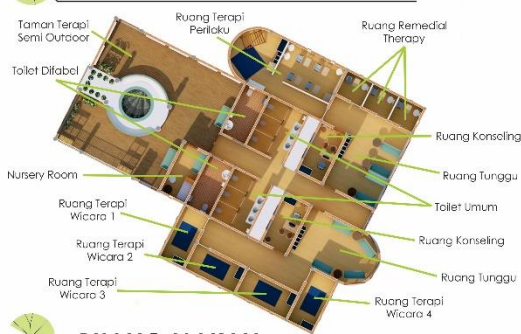 Taman Terapi
Semi Outdoor
Ruang Terapi
Perilaku
Ruang Remedial
Therapy
Toilet Difabel
Ruang Konseling
Ruang Tunggu
Nursery Room
Toilet Umum
Ruang Terapi
Wicara 1
Ruang Konseling
Ruang Terapi
Wicara 2
Ruang Tunggu
Ruang Terapi
Wicara 3
Ruang Terapi
Wicara 4